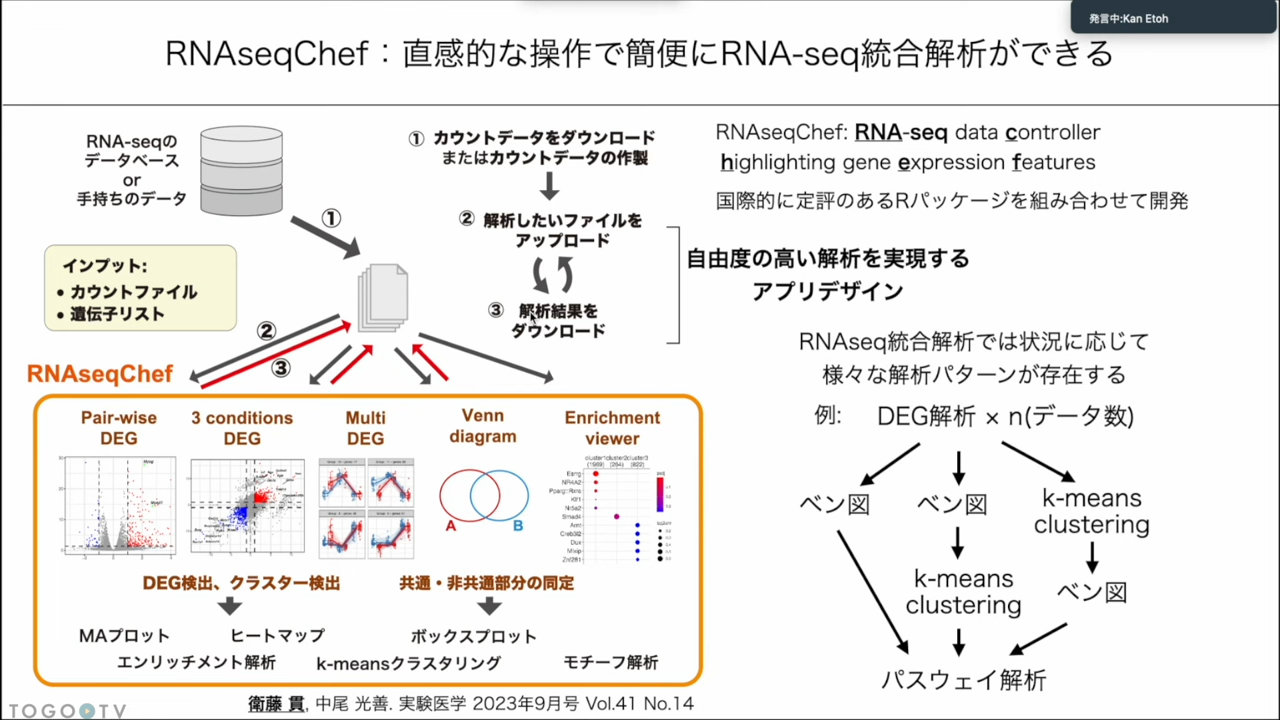 発言中:Kan Etoh
RNAseqChef：直感的な操作で簡便にRNA-seq統合解析ができる
RNA-seqの
データベース
or
手持ちのデータ
①
① カウントデータをダウンロード
またはカウントデータの作製
② 解析したいファイルを
アップロード
③ 解析結果を
ダウンロード
RNAseqChef: RNA-seq data controller
highlighting gene expression features
国際的に定評のあるRパッケージを組み合わせて開発
自由度の高い解析を実現する
アプリデザイン
インプット:
• カウントファイル
• 遺伝子リスト
②
③
RNAseqChef
Pair-wise
DEG
3 conditions
DEG
Multi
DEG
Venn
diagram
A
B
Enrichment
viewer
cluster1cluster2cluster3
(1989) (264) (822)
Esrrg
NR4A2
Pparg::Rxra
Klf1
Nr5a2
Smad4
Arnt
Creb3l2
Dux
Mlxip
Znf281
DEG検出、クラスター検出
共通・非共通部分の同定
MAプロット
ヒートマップ
ボックスプロット
エンリッチメント解析
k-meansクラスタリング
モチーフ解析
RNAseq統合解析では状況に応じて
様々な解析パターンが存在する
例: DEG解析 × n(データ数)
ベン図
ベン図
k-means
clustering
k-means
clustering
ベン図
パスウェイ解析
衛藤 貫, 中尾 光善. 実験医学 2023年9月号 Vol.41 No.14
TOGO TV